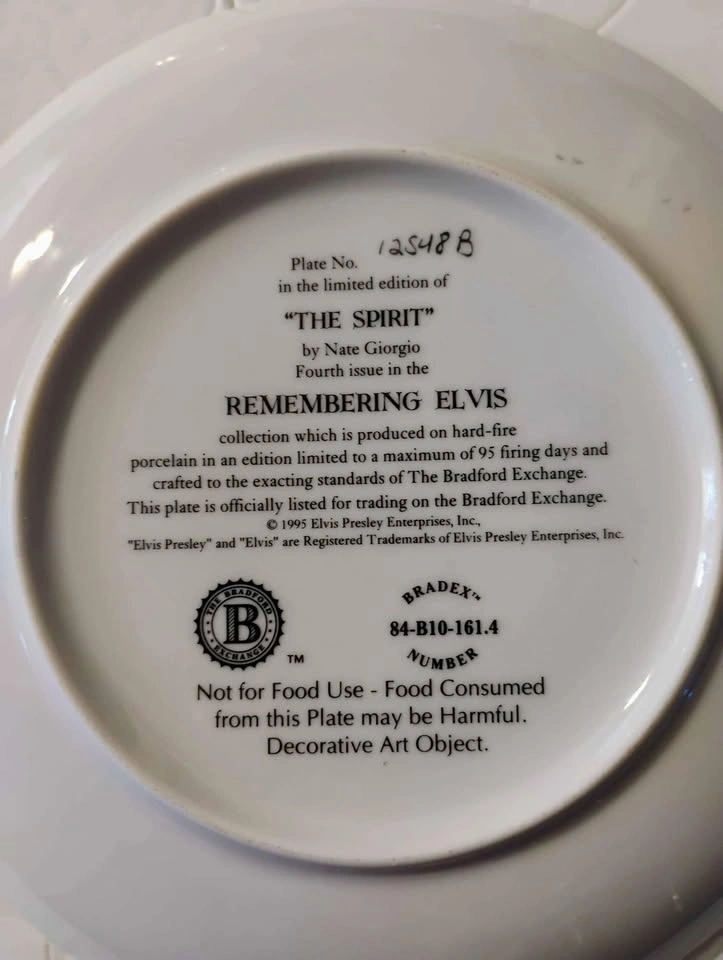 Plate No. 12548B
in the limited edition of
“THE SPIRIT”
by Nate Giorgio
Fourth issue in the
REMEMBERING ELVIS
collection which is produced on hard-fire
porcelain in an edition limited to a maximum of 95 firing days and
crafted to the exacting standards of The Bradford Exchange.
This plate is officially listed for trading on the Bradford Exchange.
© 1995 Elvis Presley Enterprises, Inc.,
"Elvis Presley" and "Elvis" are Registered Trademarks of Elvis Presley Enterprises, Inc.
THE BRADFORD
B
EXCHANGE
TM
BRADEX™
84-B10-161.4
NUMBER
Not for Food Use - Food Consumed
from this Plate may be Harmful.
Decorative Art Object.